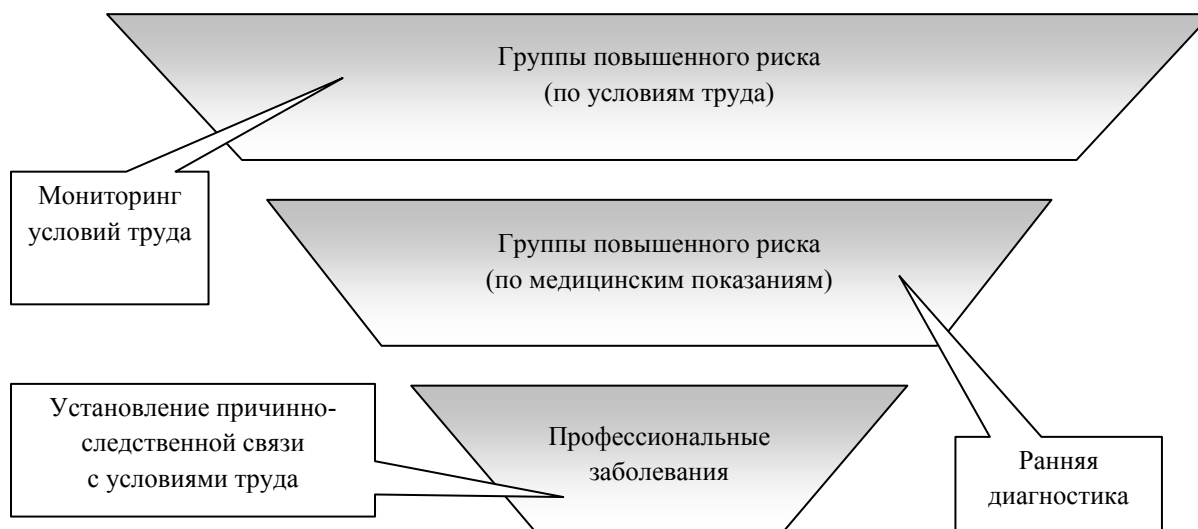 Группы повышенного риска
(по условиям труда)
Мониторинг
условий труда
Группы повышенного риска
(по медицинским показаниям)
Установление причинно-
следственной связи
с условиями труда
Профессиональные
заболевания
Ранняя
диагностика